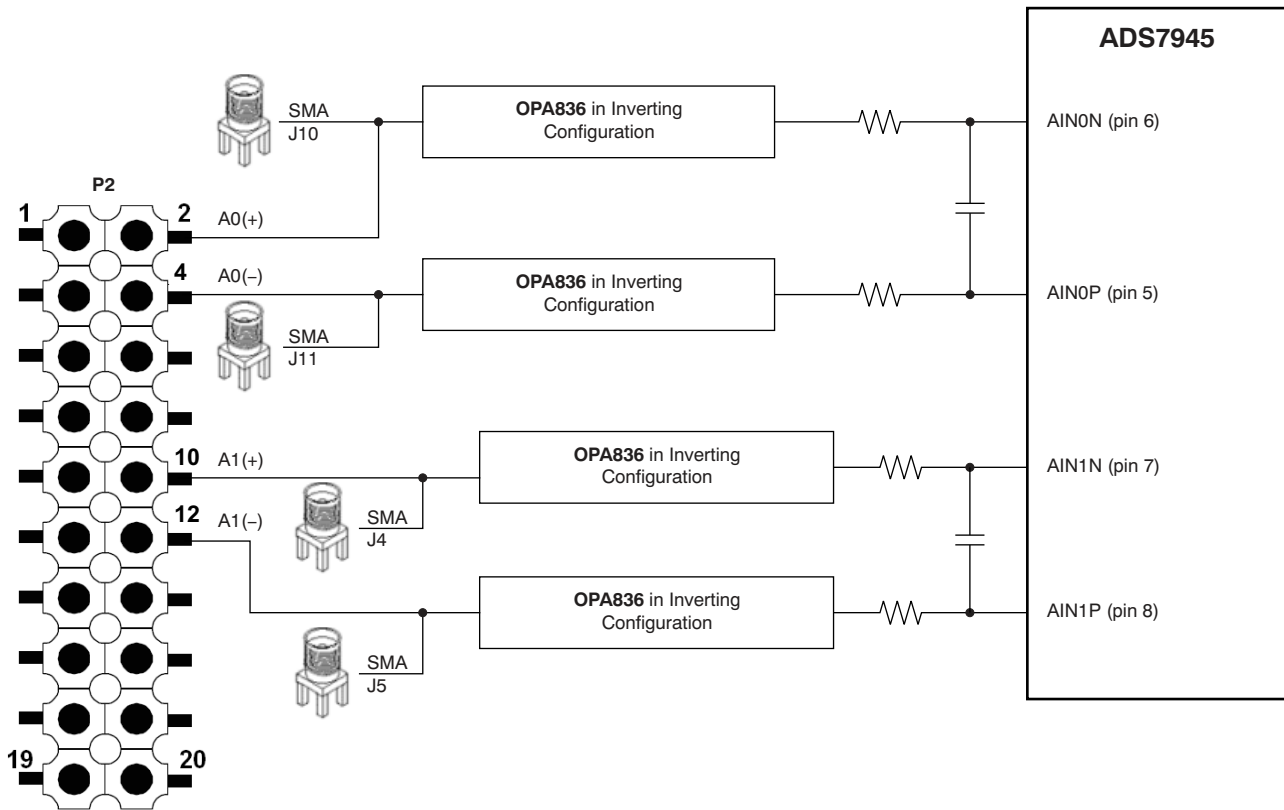 ADS7945
SMA
J10
OPA836 in Inverting
Configuration
AIN0N (pin 6)
P2
1
2
A0(+)
4
A0(−)
OPA836 in Inverting
Configuration
AIN0P (pin 5)
SMA
J11
10
A1(+)
OPA836 in Inverting
Configuration
AIN1N (pin 7)
12
A1(−)
SMA
J4
OPA836 in Inverting
Configuration
AIN1P (pin 8)
SMA
J5
19
20